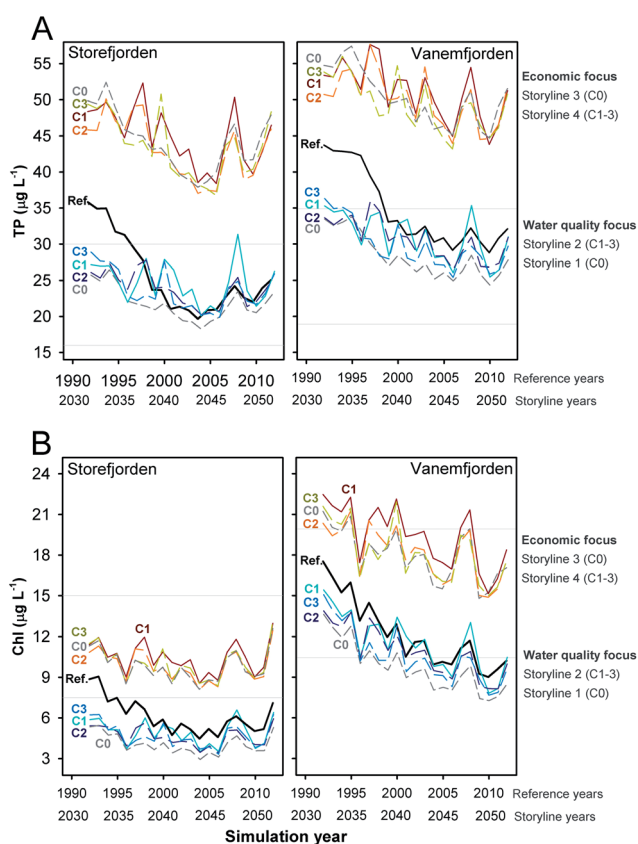 A
Storefjorden
Vanemfjorden
55
50
45
40
35
30
25
20
15
TP (µg L⁻¹)
C0
C3
C1
C2
Ref.
C3
C1
C2
C0
C0
C3
C1
C2
Ref.
C3
C1
C2
C0
Economic focus
Storyline 3 (C0)
Storyline 4 (C1-3)
Water quality focus
Storyline 2 (C1-3)
Storyline 1 (C0)
1990 1995 2000 2005 2010 1990 1995 2000 2005 2010 Reference years
2030 2035 2040 2045 2050 2030 2035 2040 2045 2050 Storyline years
B
Storefjorden
Vanemfjorden
24
21
18
15
12
9
6
3
Chl (µg L⁻¹)
C3
C0
C2
C1
Ref.
C3
C1
C2
C0
C3
C1
C0
C2
Ref.
C1
C3
C2
C0
Economic focus
Storyline 3 (C0)
Storyline 4 (C1-3)
Water quality focus
Storyline 2 (C1-3)
Storyline 1 (C0)
1990 1995 2000 2005 2010 1990 1995 2000 2005 2010 Reference years
2030 2035 2040 2045 2050 2030 2035 2040 2045 2050 Storyline years
Simulation year